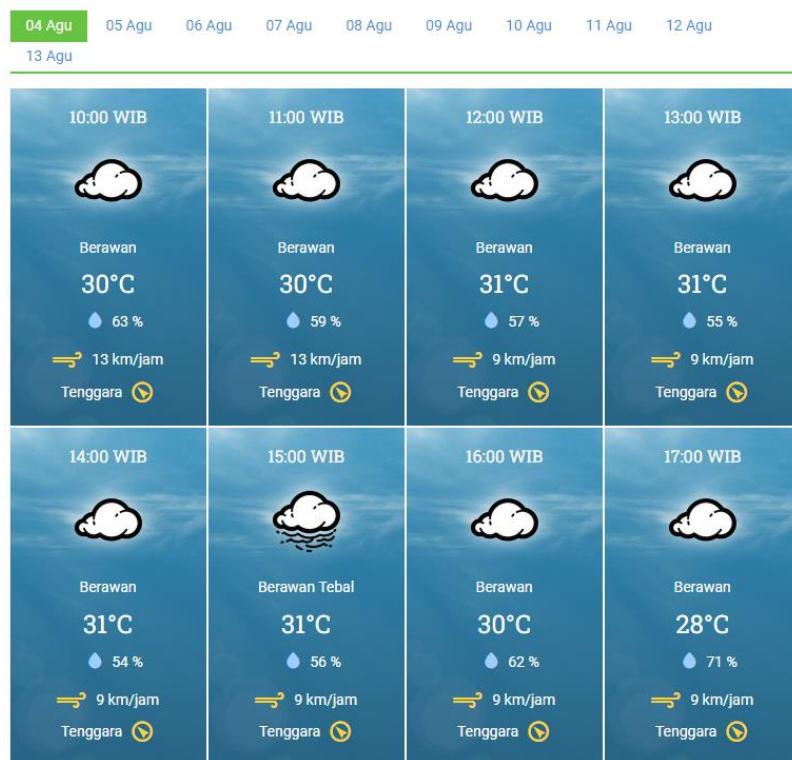 04 Agu 05 Agu 06 Agu 07 Agu 08 Agu 09 Agu 10 Agu 11 Agu 12 Agu
13 Agu
10:00 WIB 11:00 WIB 12:00 WIB 13:00 WIB
Berawan Berawan Berawan Berawan
30°C 30°C 31°C 31°C
63 % 59 % 57 % 55 %
13 km/jam 13 km/jam 9 km/jam 9 km/jam
Tenggara Tenggara Tenggara Tenggara
14:00 WIB 15:00 WIB 16:00 WIB 17:00 WIB
Berawan Berawan Tebal Berawan Berawan
31°C 31°C 30°C 28°C
54 % 56 % 62 % 71 %
9 km/jam 9 km/jam 9 km/jam 9 km/jam
Tenggara Tenggara Tenggara Tenggara